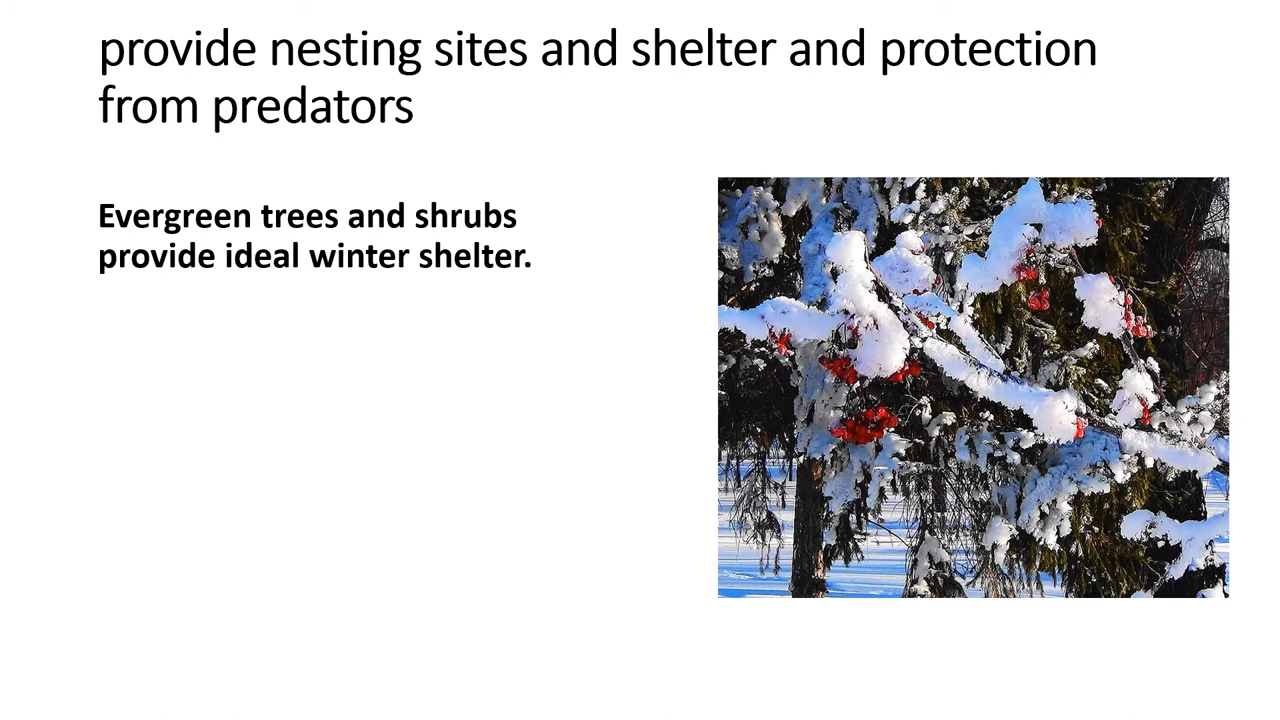 provide nesting sites and shelter and protection
from predators
Evergreen trees and shrubs
provide ideal winter shelter.